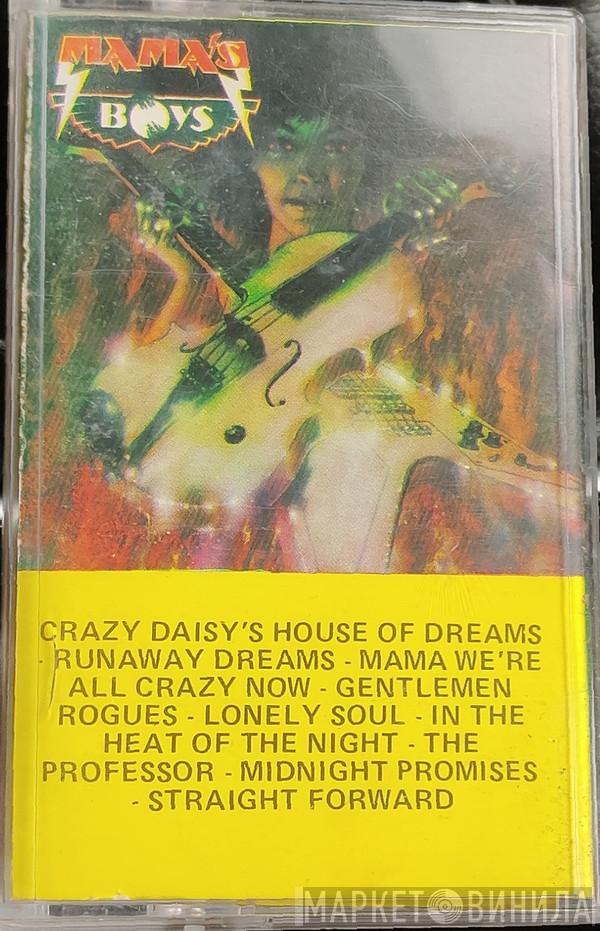 MAMA'S
BOYS
CRAZY DAISY'S HOUSE OF DREAMS
- RUNAWAY DREAMS - MAMA WE'RE
ALL CRAZY NOW - GENTLEMEN
ROGUES - LONELY SOUL - IN THE
HEAT OF THE NIGHT - THE
PROFESSOR - MIDNIGHT PROMISES
- STRAIGHT FORWARD
МАРКЕТ ВИНИЛА